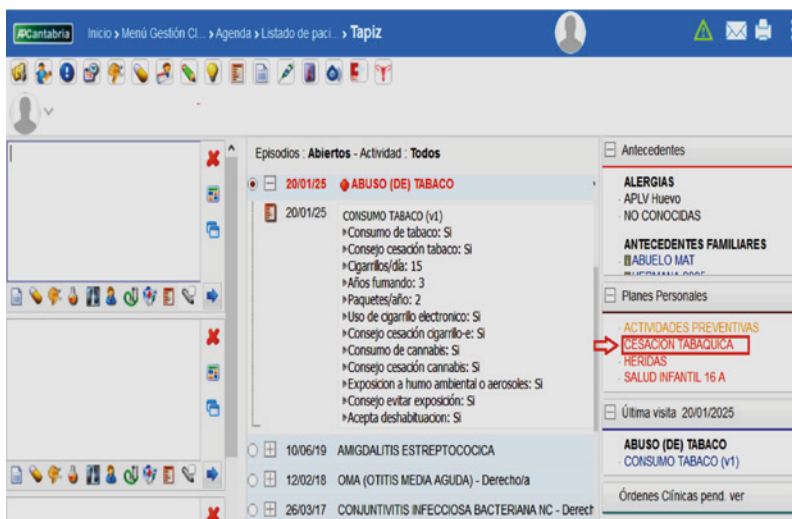 APCantabria
Inicio > Menú Gestión Cl... > Agenda > Listado de paci... > Tapiz
Episodios : Abiertos - Actividad : Todos
20/01/25 ABUSO (DE) TABACO
20/01/25 CONSUMO TABACO (v1)
Consumo de tabaco: Si
Consejo cesación tabaco: Si
Cigarrillos/día: 15
Años fumando: 3
Paquetes/año: 2
Uso de cigarrillo electronico: Si
Consejo cesación cigarrillo-e: Si
Consumo de cannabis: Si
Consejo cesación cannabis: Si
Exposicion a humo ambiental o aerosoles: Si
Consejo evitar exposición: Si
Acepta deshabituacion: Si
10/06/19 AMIGDALITIS ESTREPTOCOCICA
12/02/18 OMA (OTITIS MEDIA AGUDA) - Derecho/a
26/03/17 CONJUNTIVITIS INFECCIOSA BACTERIANA NC - Derech
Antecedentes
ALERGIAS
- APLV Huevo
- NO CONOCIDAS
ANTECEDENTES FAMILIARES
- ABUELO MAT
Planes Personales
- ACTIVIDADES PREVENTIVAS
CESACION TABAQUICA
- HERIDAS
- SALUD INFANTIL 16 A
Última visita 20/01/2025
ABUSO (DE) TABACO
- CONSUMO TABACO (v1)
Órdenes Clínicas pend. ver